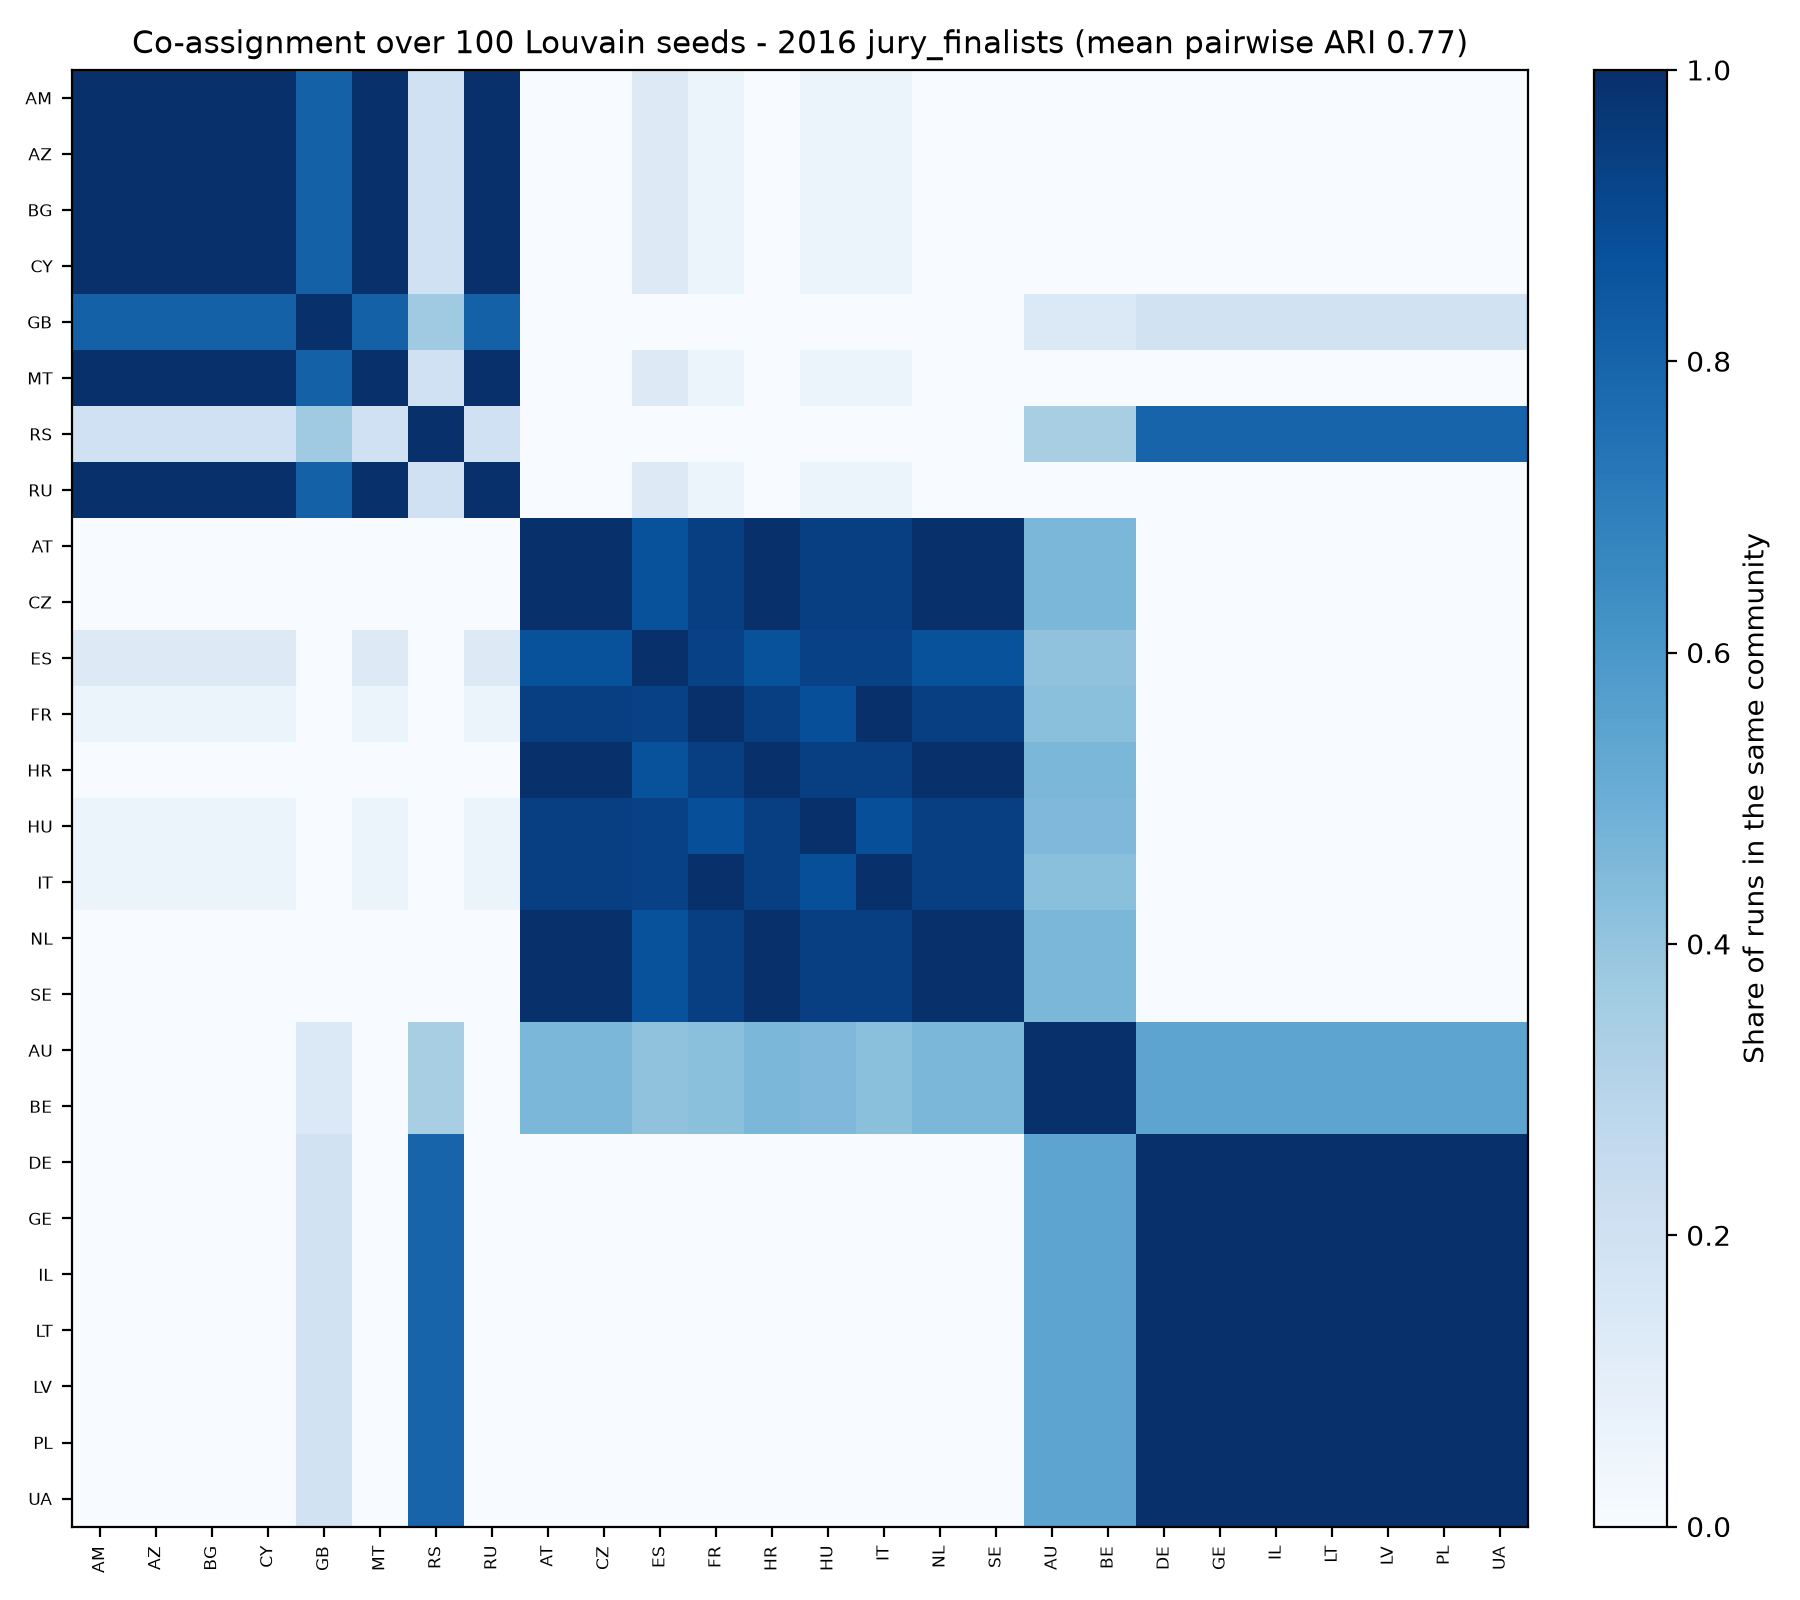 Co-assignment over 100 Louvain seeds - 2016 jury_finalists (mean pairwise ARI 0.77)
AM
AZ
BG
CY
GB
MT
RS
RU
AT
CZ
ES
FR
HR
HU
IT
NL
SE
AU
BE
DE
GE
IL
LT
LV
PL
UA
AM AZ BG CY GB MT RS RU AT CZ ES FR HR HU IT NL SE AU BE DE GE IL LT LV PL UA
1.0
0.8
0.6
0.4
0.2
0.0
Share of runs in the same community